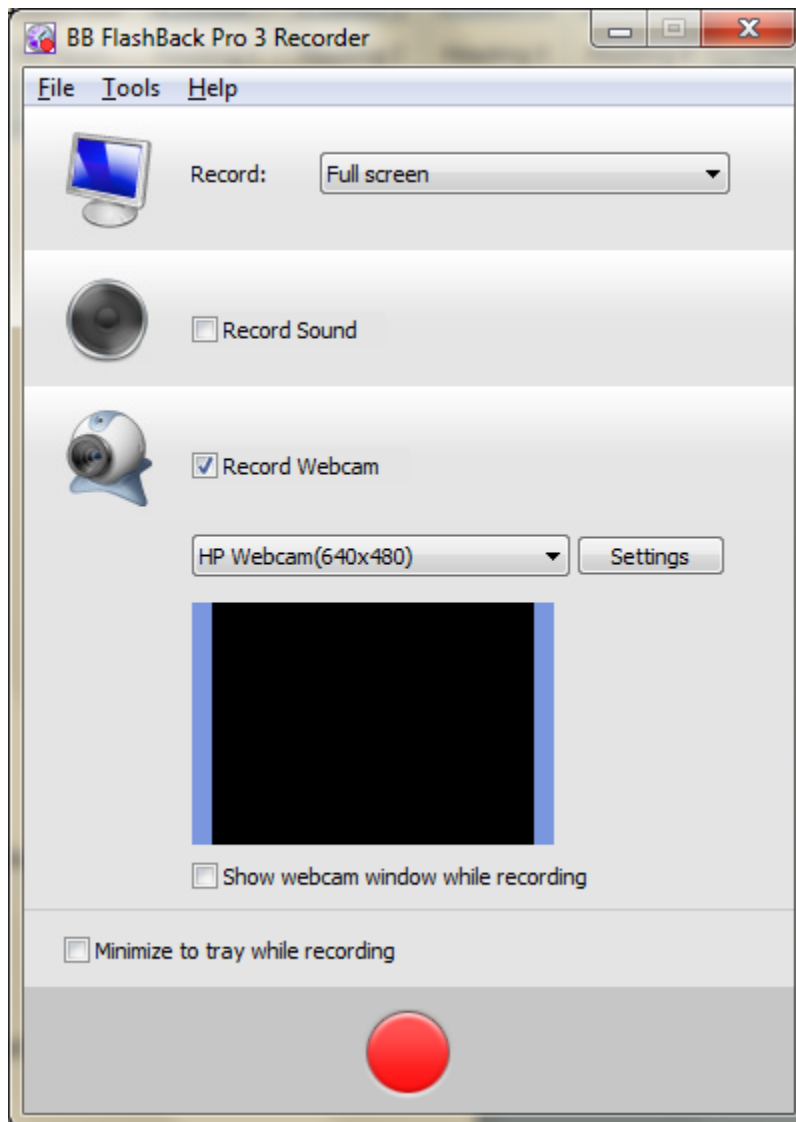 BB FlashBack Pro 3 Recorder
File Tools Help
Record: Full screen
Record Sound
Record Webcam
HP Webcam(640x480) Settings
Show webcam window while recording
Minimize to tray while recording